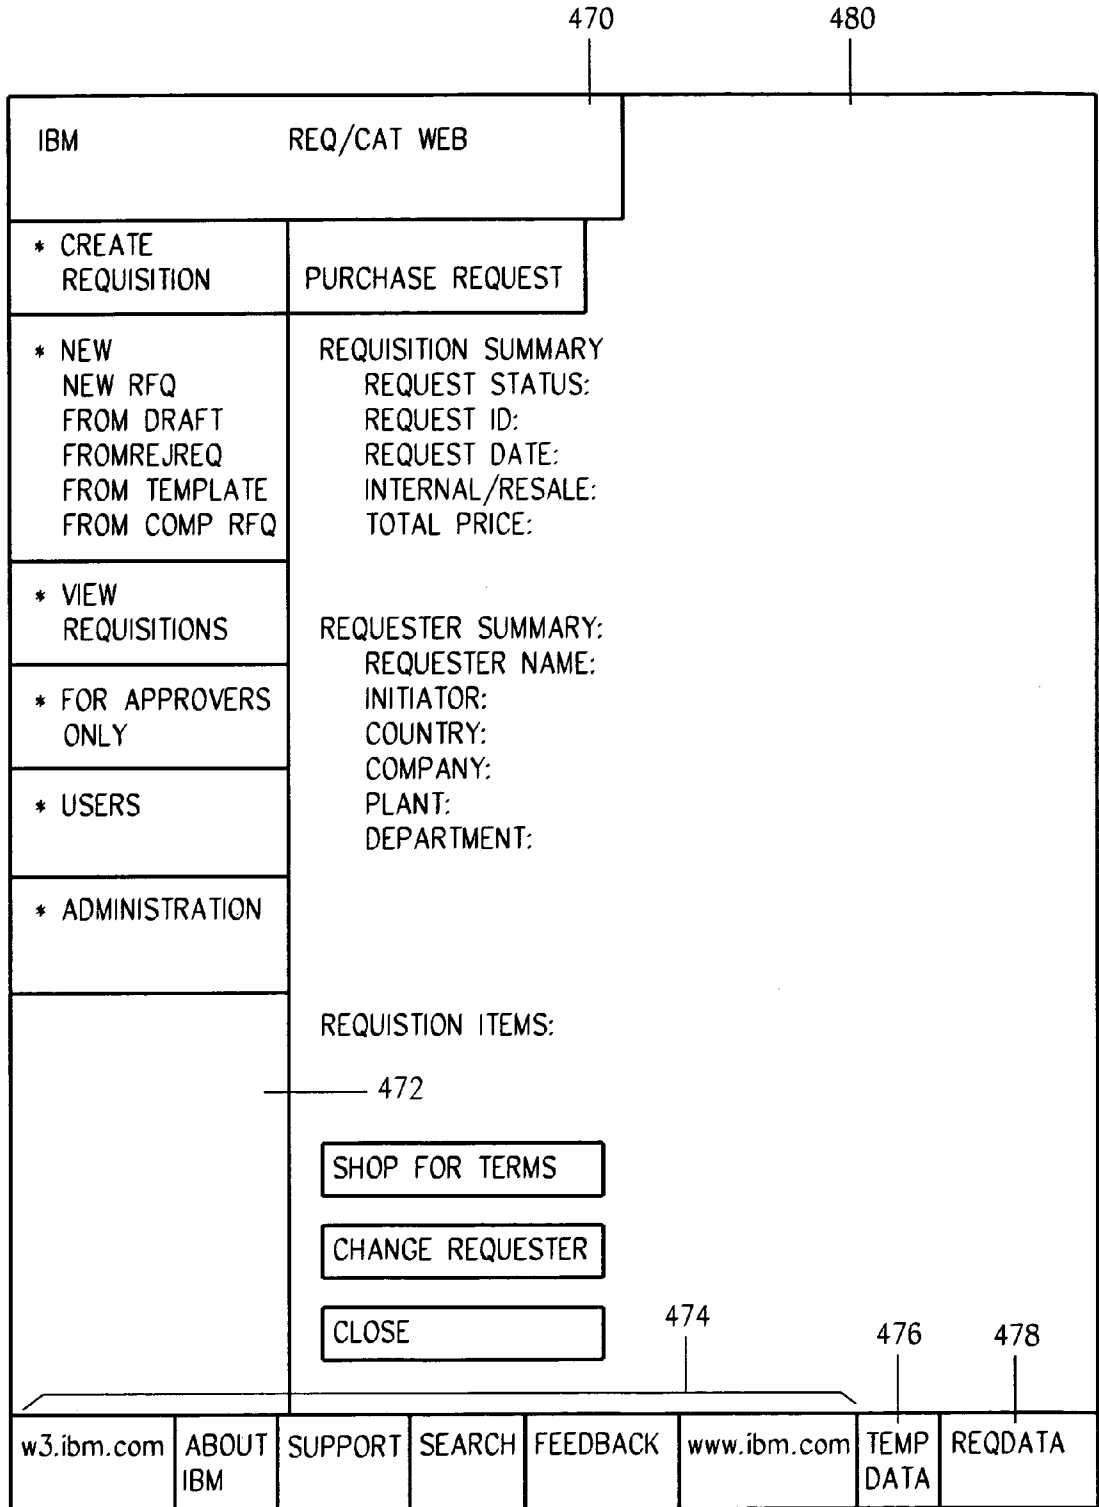 470 480
IBM REQ/CAT WEB
* CREATE
REQUISITION
PURCHASE REQUEST
* NEW
NEW RFQ
FROM DRAFT
FROMREJREQ
FROM TEMPLATE
FROM COMP RFQ
* VIEW
REQUISITIONS
* FOR APPROVERS
ONLY
* USERS
* ADMINISTRATION
REQUISITION SUMMARY
REQUEST STATUS:
REQUEST ID:
REQUEST DATE:
INTERNAL/RESALE:
TOTAL PRICE:
REQUESTER SUMMARY:
REQUESTER NAME:
INITIATOR:
COUNTRY:
COMPANY:
PLANT:
DEPARTMENT:
REQUISTION ITEMS:
472
SHOP FOR TERMS
CHANGE REQUESTER
CLOSE
474
476
478
w3.ibm.com
ABOUT
IBM
SUPPORT
SEARCH
FEEDBACK
www.ibm.com
TEMP
DATA
REQDATA